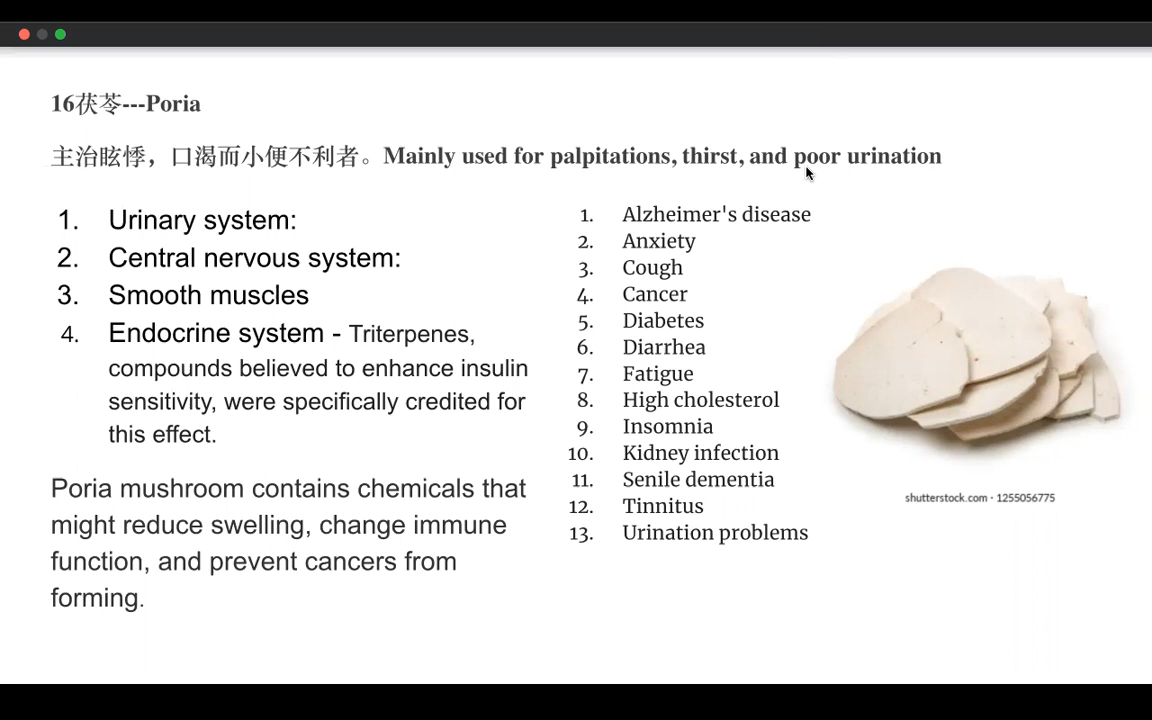 16茯苓---Poria
主治眩悸，口渴而小便不利者。Mainly used for palpitations, thirst, and poor urination
1. Urinary system:
2. Central nervous system:
3. Smooth muscles
4. Endocrine system - Triterpenes,
compounds believed to enhance insulin
sensitivity, were specifically credited for
this effect.
Poria mushroom contains chemicals that
might reduce swelling, change immune
function, and prevent cancers from
forming.
1. Alzheimer's disease
2. Anxiety
3. Cough
4. Cancer
5. Diabetes
6. Diarrhea
7. Fatigue
8. High cholesterol
9. Insomnia
10. Kidney infection
11. Senile dementia
12. Tinnitus
13. Urination problems
shutterstock.com · 1255056775